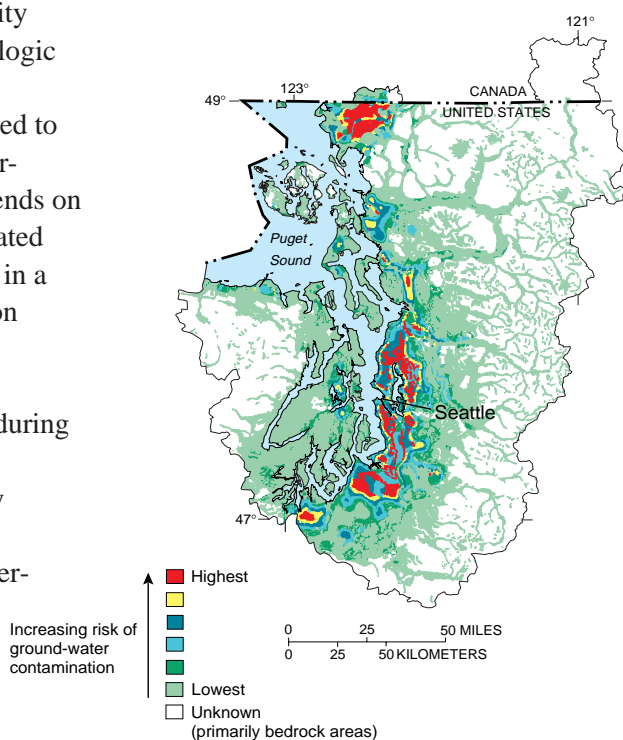 ity
logic
ed to
r-
ends on
ated
in a
on
during
y
er-
121°
123°
49°
CANADA
UNITED STATES
Puget
Sound
Seattle
47°
Increasing risk of
ground-water
contamination
Highest
Lowest
Unknown
(primarily bedrock areas)
0 25 50 MILES
0 25 50 KILOMETERS